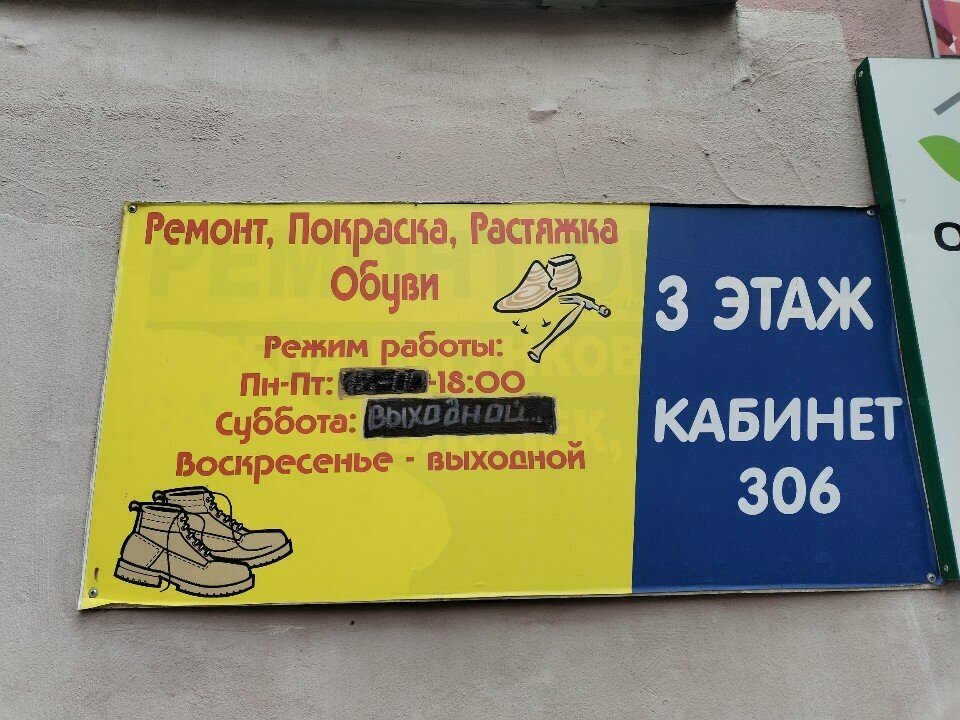 Ремонт, Покраска, Растяжка
Обуви
Режим работы:
Пн-Пт: -18:00
Суббота: выходной...
Воскресенье - выходной
3 ЭТАЖ
КАБИНЕТ
306